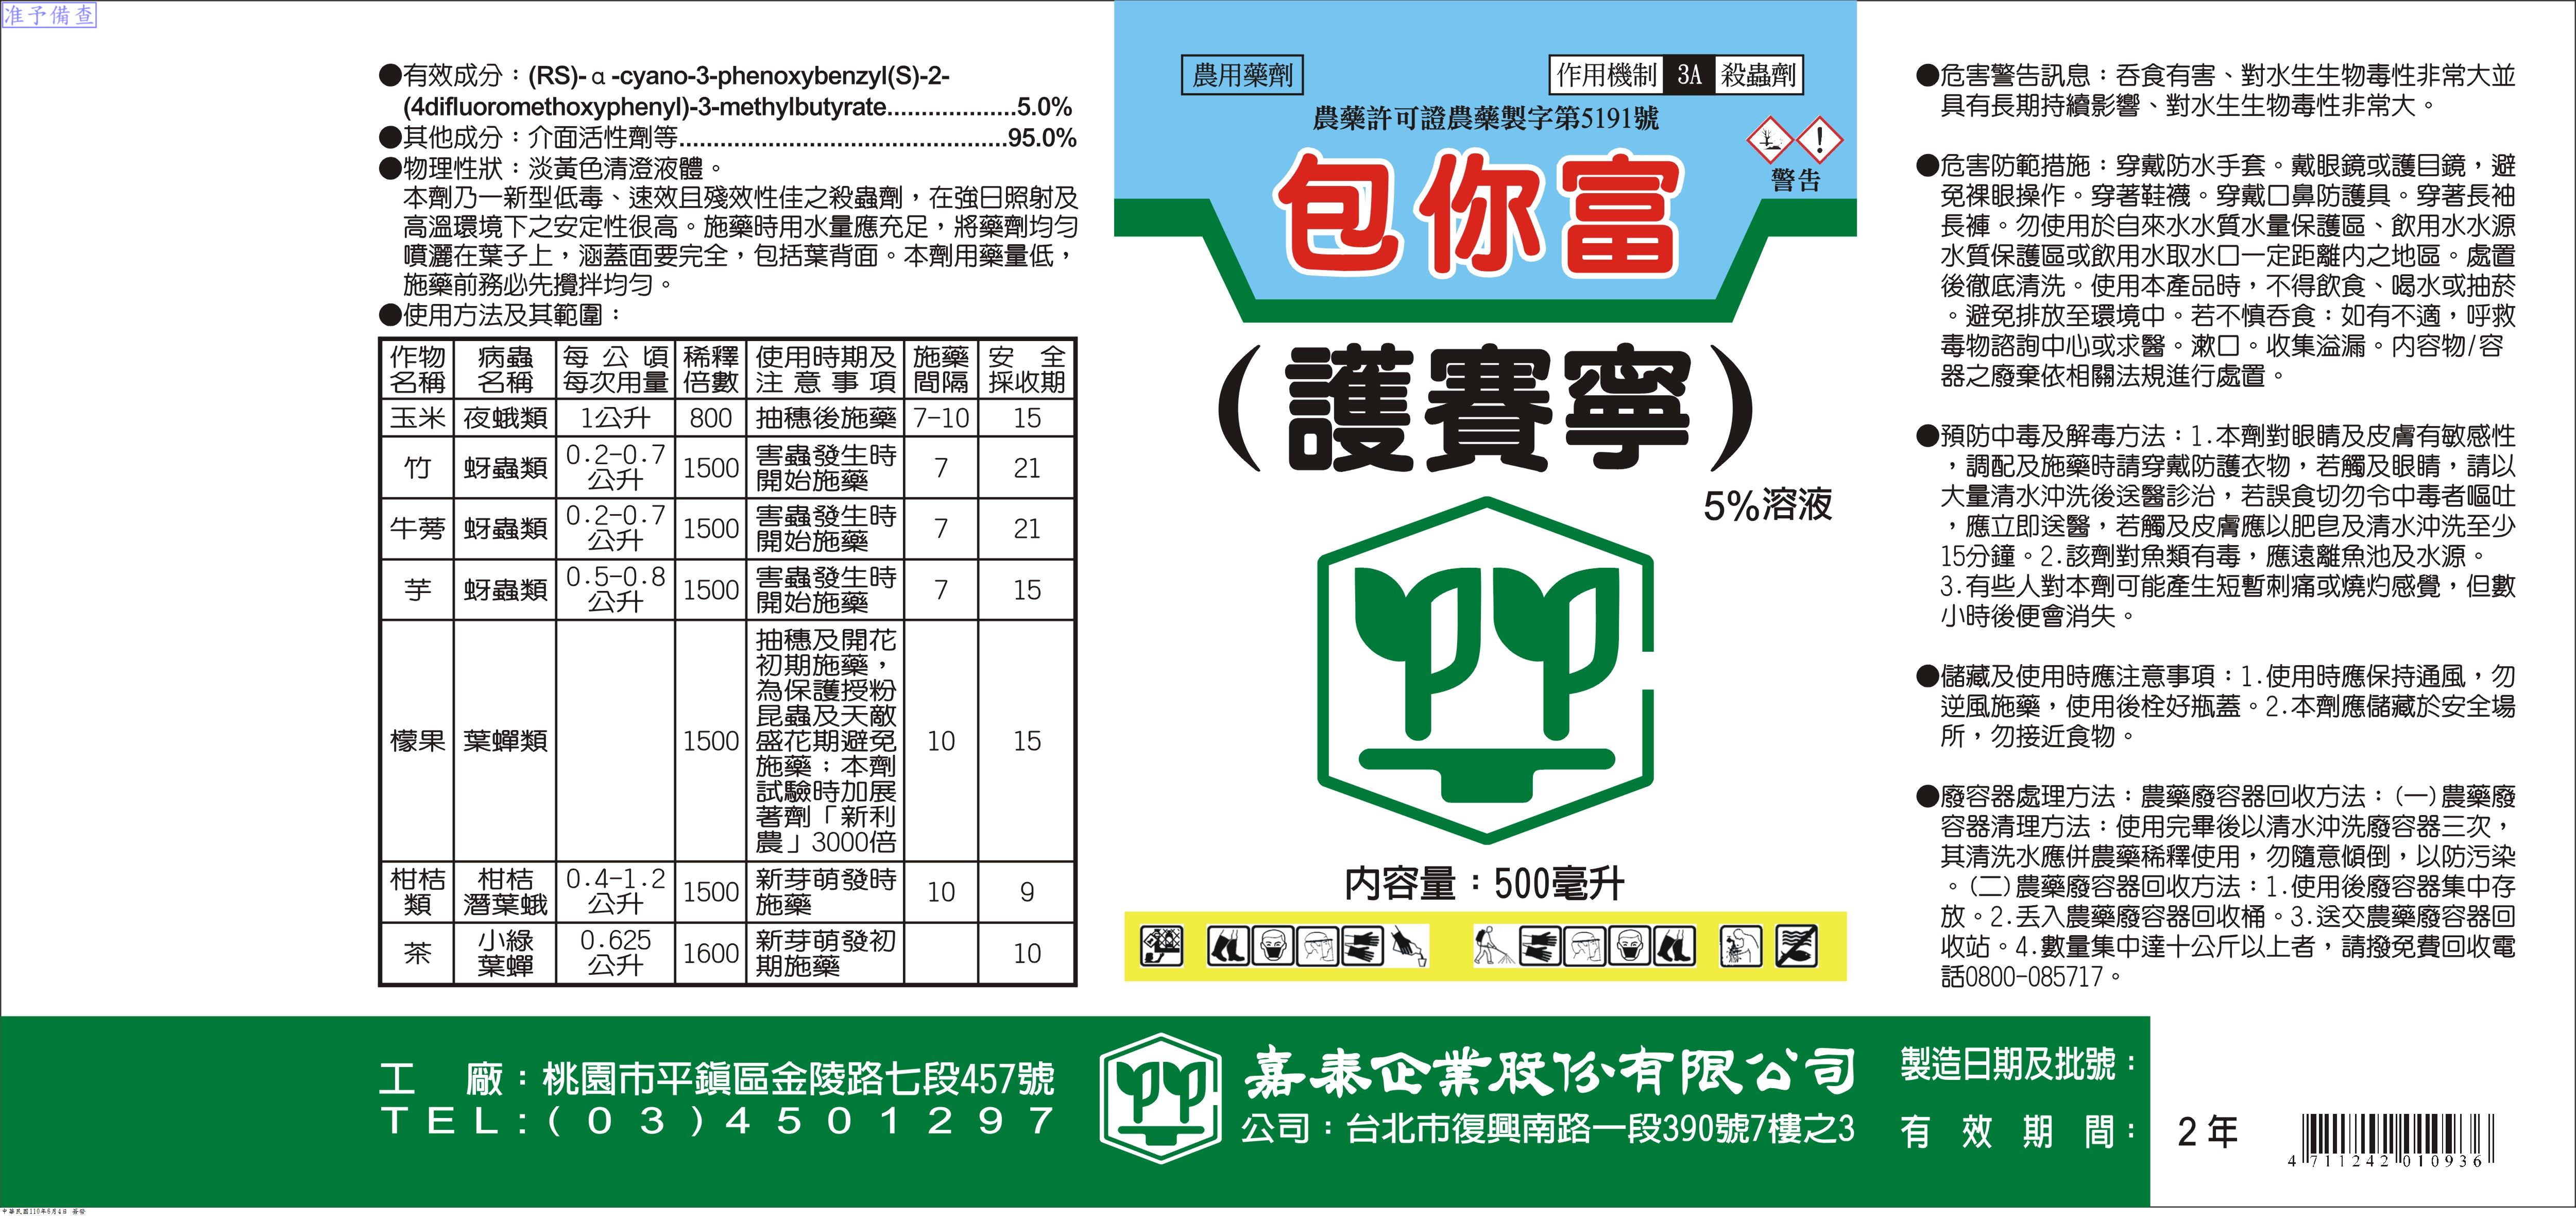 准予備查
●有效成分：(RS)-α-cyano-3-phenoxybenzyl(S)-2-
(4difluoromethoxyphenyl)-3-methylbutyrate...................5.0%
●其他成分：介面活性劑等................................................95.0%
●物理性狀：淡黃色清澄液體。
本劑乃一新型低毒、速效且殘效性佳之殺蟲劑，在強日照射及
高溫環境下之安定性很高。施藥時用水量應充足，將藥劑均勻
噴灑在葉子上，涵蓋面要完全，包括葉背面。本劑用藥量低，
施藥前務必先攪拌均勻。
●使用方法及其範圍：
作物名稱 病蟲名稱 每公頃每次用量 稀釋倍數 使用時期及注意事項 施藥間隔 安全採收期
玉米 夜蛾類 1公升 800 抽穗後施藥 7-10 15
竹 蚜蟲類 0.2-0.7公升 1500 害蟲發生時開始施藥 7 21
牛蒡 蚜蟲類 0.2-0.7公升 1500 害蟲發生時開始施藥 7 21
芋 蚜蟲類 0.5-0.8公升 1500 害蟲發生時開始施藥 7 15
檬果 葉蟬類 1500 抽穗及開花初期施藥，為保護授粉昆蟲及天敵盛花期避免施藥；本劑試驗時加展著劑「新利農」3000倍 10 15
柑桔類 柑桔潛葉蛾 0.4-1.2公升 1500 新芽萌發時施藥 10 9
茶 小綠葉蟬 0.625公升 1600 新芽萌發初期施藥 10
農用藥劑
作用機制 3A 殺蟲劑
農藥許可證農藥製字第5191號
警告
包你富
(護賽寧)
5%溶液
內容量：500毫升
●危害警告訊息：吞食有害、對水生生物毒性非常大並
具有長期持續影響、對水生生物毒性非常大。
●危害防範措施：穿戴防水手套。戴眼鏡或護目鏡，避
免裸眼操作。穿著鞋襪。穿戴口鼻防護具。穿著長袖
長褲。勿使用於自來水水質水量保護區、飲用水水源
水質保護區或飲用水取水口一定距離內之地區。處置
後徹底清洗。使用本產品時，不得飲食、喝水或抽菸
。避免排放至環境中。若不慎吞食：如有不適，呼救
毒物諮詢中心或求醫。漱口。收集溢漏。內容物/容
器之廢棄依相關法規進行處置。
●預防中毒及解毒方法：1.本劑對眼睛及皮膚有敏感性
，調配及施藥時請穿戴防護衣物，若觸及眼睛，請以
大量清水沖洗後送醫診治，若誤食切勿令中毒者嘔吐
，應立即送醫，若觸及皮膚應以肥皂及清水沖洗至少
15分鐘。2.該劑對魚類有毒，應遠離魚池及水源。
3.有些人對本劑可能產生短暫刺痛或燒灼感覺，但數
小時後便會消失。
●儲藏及使用時應注意事項：1.使用時應保持通風，勿
逆風施藥，使用後栓好瓶蓋。2.本劑應儲藏於安全場
所，勿接近食物。
●廢容器處理方法：農藥廢容器回收方法：(一)農藥廢
容器清理方法：使用完畢後以清水沖洗廢容器三次，
其清洗水應併農藥稀釋使用，勿隨意傾倒，以防污染
。(二)農藥廢容器回收方法：1.使用後廢容器集中存
放。2.丟入農藥廢容器回收桶。3.送交農藥廢容器回
收站。4.數量集中達十公斤以上者，請撥免費回收電
話0800-085717。
工 廠：桃園市平鎮區金陵路七段457號
TEL:(03)4501297
嘉泰企業股份有限公司
公司：台北市復興南路一段390號7樓之3
製造日期及批號：
有效期間： 2年
4711242010936
中華民國110年6月4日 簽發